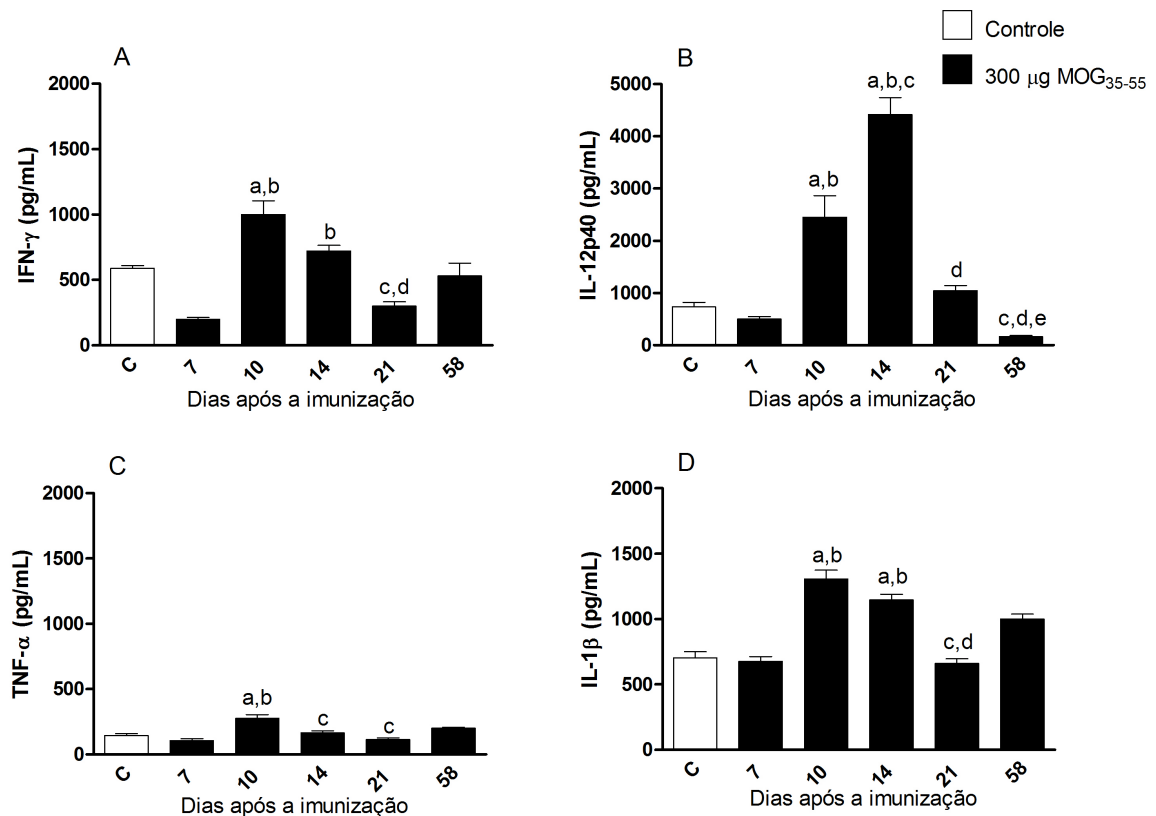 Controle
300 μg MOG35-55
A
2000
1500
1000
500
0
IFN-γ (pg/mL)
a,b
b
c,d
C 7 10 14 21 58
Dias após a imunização
B
5000
4000
3000
2000
1000
0
IL-12p40 (pg/mL)
a,b
a,b,c
d
c,d,e
C 7 10 14 21 58
Dias após a imunização
C
2000
1500
1000
500
0
TNF-α (pg/mL)
a,b
c
c
C 7 10 14 21 58
Dias após a imunização
D
2000
1500
1000
500
0
IL-1β (pg/mL)
a,b
a,b
c,d
C 7 10 14 21 58
Dias após a imunização